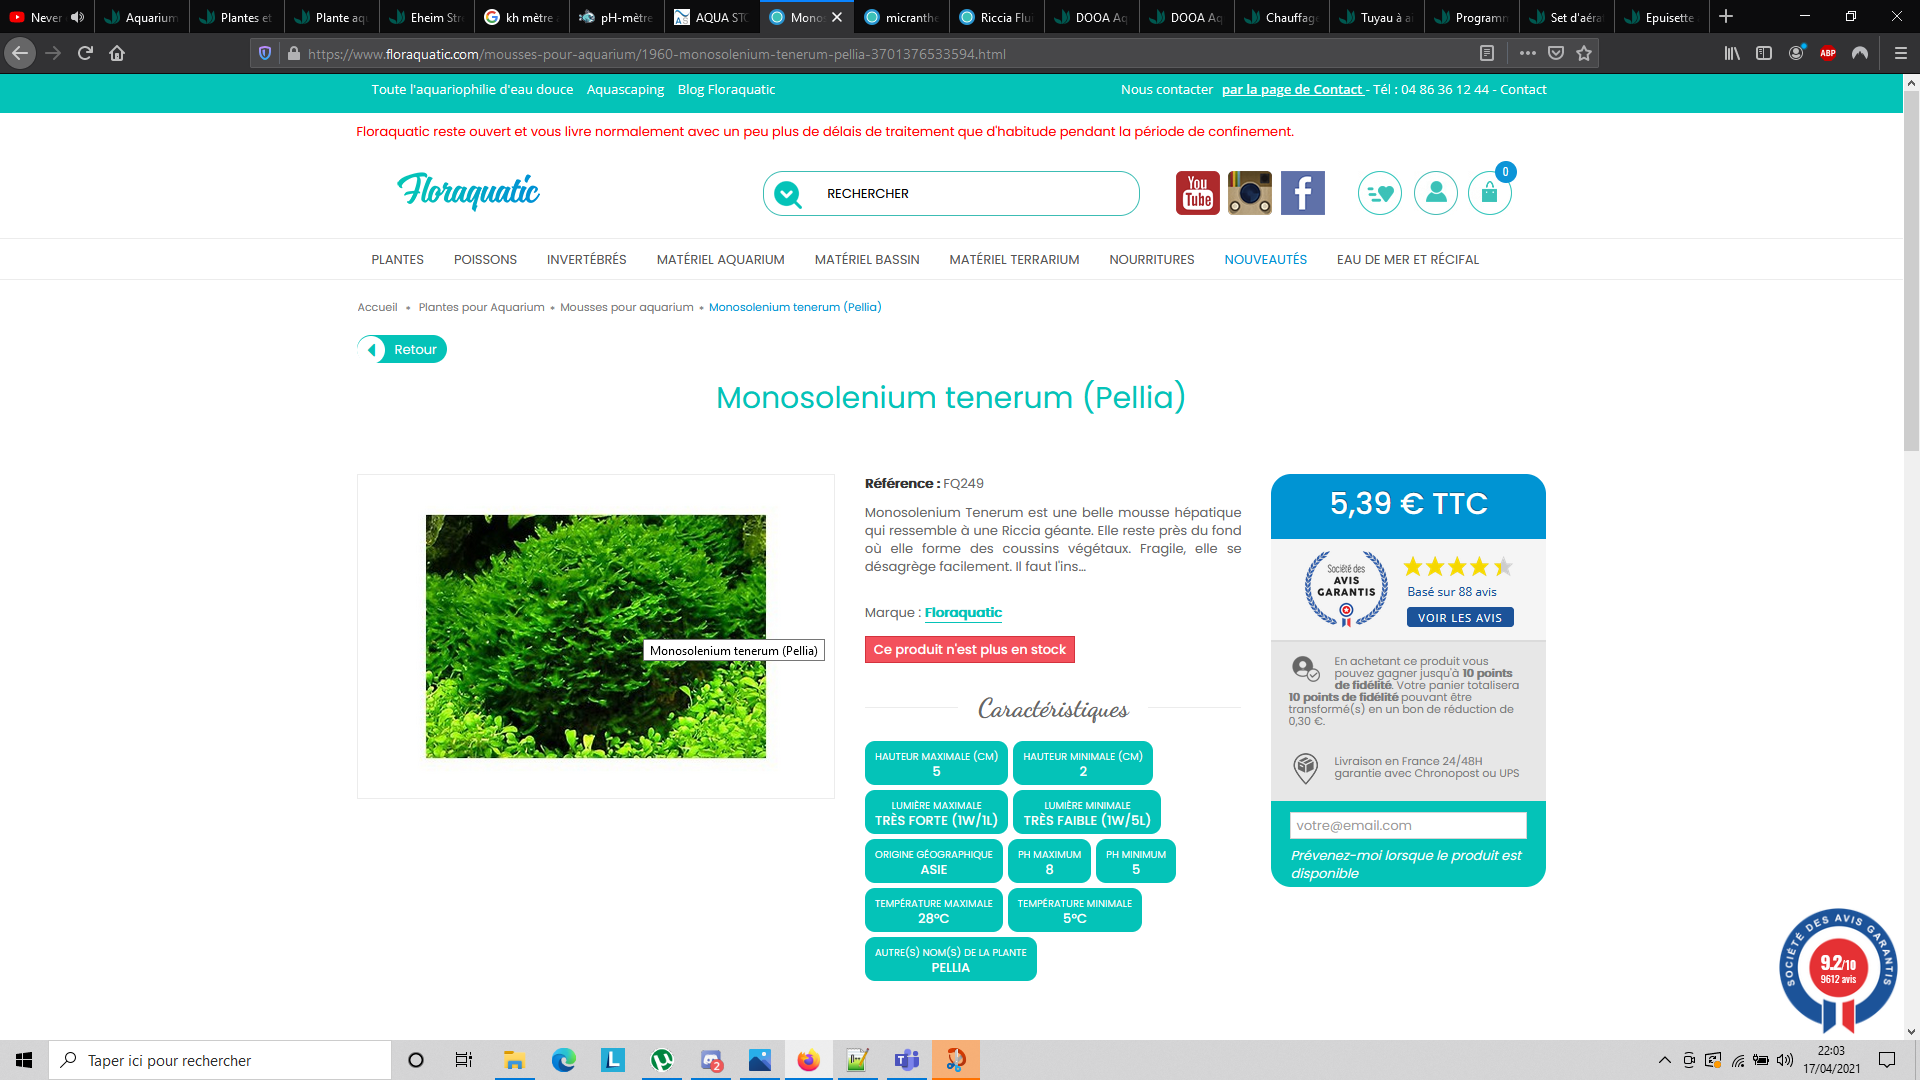 Never
Aquarium
Plantes et
Plante aq
Eheim Str
kh mètre
pH-mètre
AQUA STO
Monos
micranthe
Riccia Flui
DOOA Aq
DOOA Aq
Chauffage
Tuyau à ai
Programm
Set d'aérat
Epuisette
https://www.floraquatic.com/mousses-pour-aquarium/1960-monosolenium-tenerum-pellia-3701376533594.html
ABP
Toute l'aquariophilie d'eau douce Aquascaping Blog Floraquatic
Nous contacter par la page de Contact - Tél : 04 86 36 12 44 - Contact
Floraquatic reste ouvert et vous livre normalement avec un peu plus de délais de traitement que d'habitude pendant la période de confinement.
Floraquatic
RECHERCHER
You
Tube
f
0
PLANTES POISSONS INVERTÉBRÉS MATÉRIEL AQUARIUM MATÉRIEL BASSIN MATÉRIEL TERRARIUM NOURRITURES NOUVEAUTÉS EAU DE MER ET RÉCIFAL
Accueil • Plantes pour Aquarium • Mousses pour aquarium • Monosolenium tenerum (Pellia)
Retour
Monosolenium tenerum (Pellia)
Monosolenium tenerum (Pellia)
Référence : FQ249
Monosolenium Tenerum est une belle mousse hépatique
qui ressemble à une Riccia géante. Elle reste près du fond
où elle forme des coussins végétaux. Fragile, elle se
désagrège facilement. Il faut l'ins...
Marque : Floraquatic
Ce produit n'est plus en stock
Caractéristiques
HAUTEUR MAXIMALE (CM)
5
HAUTEUR MINIMALE (CM)
2
LUMIÈRE MAXIMALE
TRÈS FORTE (1W/1L)
LUMIÈRE MINIMALE
TRÈS FAIBLE (1W/5L)
ORIGINE GÉOGRAPHIQUE
ASIE
PH MAXIMUM
8
PH MINIMUM
5
TEMPÉRATURE MAXIMALE
28°C
TEMPÉRATURE MINIMALE
5°C
AUTRE(S) NOM(S) DE LA PLANTE
PELLIA
5,39 € TTC
Société des
AVIS
GARANTIS
Basé sur 88 avis
VOIR LES AVIS
En achetant ce produit vous
pouvez gagner jusqu'à 10 points
de fidélité. Votre panier totalisera
10 points de fidélité pouvant être
transformé(s) en un bon de réduction de
0,30 €.
Livraison en France 24/48H
garantie avec Chronopost ou UPS
votre@email.com
Prévenez-moi lorsque le produit est
disponible
SOCIÉTÉ DES AVIS GARANTIS
9.2/10
9612 avis
Taper ici pour rechercher
L
2
22:03
17/04/2021